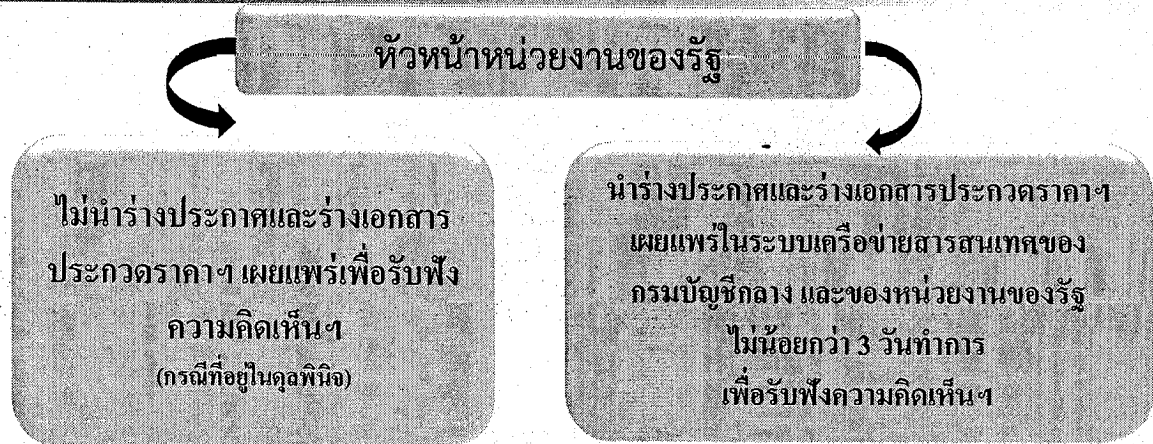 หัวหน้าหน่วยงานของรัฐ
ไม่นำร่างประกาศและร่างเอกสาร
ประกวดราคาฯ เผยแพร่เพื่อรับฟัง
ความคิดเห็นฯ
(กรณีที่อยู่ในดุลพินิจ)
นำร่างประกาศและร่างเอกสารประกวดราคาฯ
เผยแพร่ในระบบเครือข่ายสารสนเทศของ
กรมบัญชีกลาง และของหน่วยงานของรัฐ
ไม่น้อยกว่า 3 วันทำการ
เพื่อรับฟังความคิดเห็นฯ